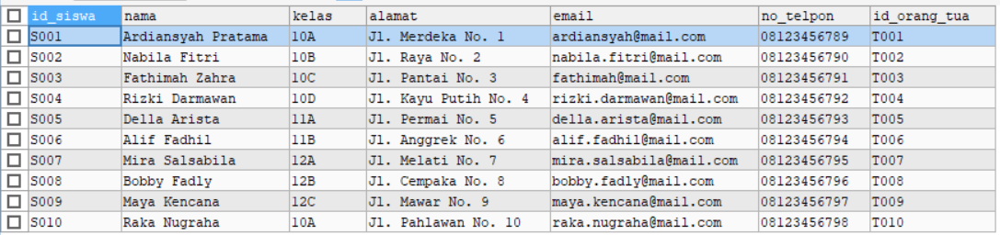 id_siswa nama kelas alamat email no_telpon id_orang_tua
S001 Ardiansyah Pratama 10A Jl. Merdeka No. 1 ardiansyah@mail.com 08123456789 T001
S002 Nabila Fitri 10B Jl. Raya No. 2 nabila.fitri@mail.com 08123456790 T002
S003 Fathimah Zahra 10C Jl. Pantai No. 3 fathimah@mail.com 08123456791 T003
S004 Rizki Darmawan 10D Jl. Kayu Putih No. 4 rizki.darmawan@mail.com 08123456792 T004
S005 Della Arista 11A Jl. Permai No. 5 della.arista@mail.com 08123456793 T005
S006 Alif Fadhil 11B Jl. Anggrek No. 6 alif.fadhil@mail.com 08123456794 T006
S007 Mira Salsabila 12A Jl. Melati No. 7 mira.salsabila@mail.com 08123456795 T007
S008 Bobby Fadly 12B Jl. Cempaka No. 8 bobby.fadly@mail.com 08123456796 T008
S009 Maya Kencana 12C Jl. Mawar No. 9 maya.kencana@mail.com 08123456797 T009
S010 Raka Nugraha 10A Jl. Pahlawan No. 10 raka.nugraha@mail.com 08123456798 T010